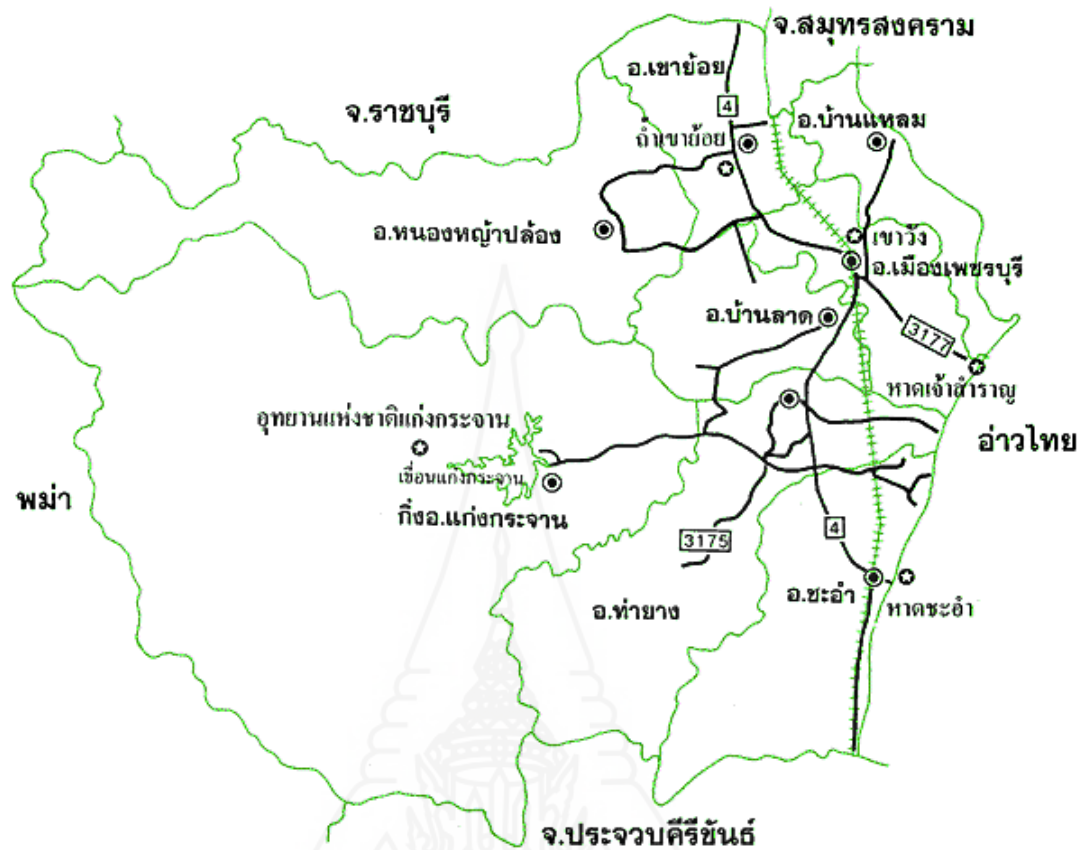 จ.สมุทรสงคราม
อ.เขาย้อย
จ.ราชบุรี
4
อ.บ้านแหลม
ถ้ำเขาย้อย
อ.หนองหญ้าปล้อง
เขาวัง
อ.เมืองเพชรบุรี
อ.บ้านลาด
3177
หาดเจ้าสำราญ
อุทยานแห่งชาติแก่งกระจาน
อ่าวไทย
เขื่อนแก่งกระจาน
พม่า
กิ่งอ.แก่งกระจาน
4
3175
อ.ชะอำ
หาดชะอำ
อ.ท่ายาง
จ.ประจวบคีรีขันธ์